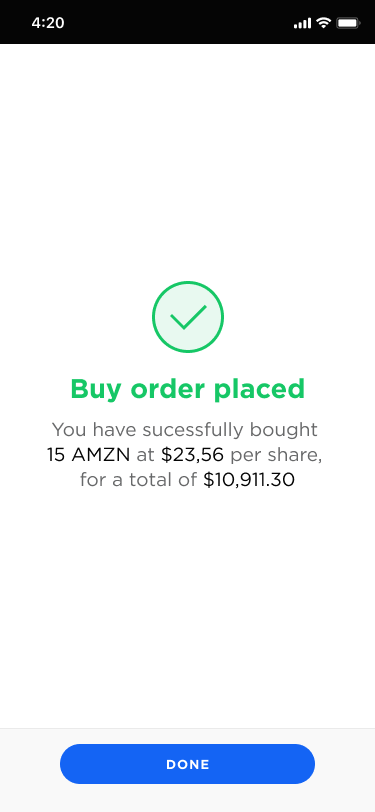 4:20
Buy order placed
You have sucessfully bought
15 AMZN at $23,56 per share,
for a total of $10,911.30
DONE